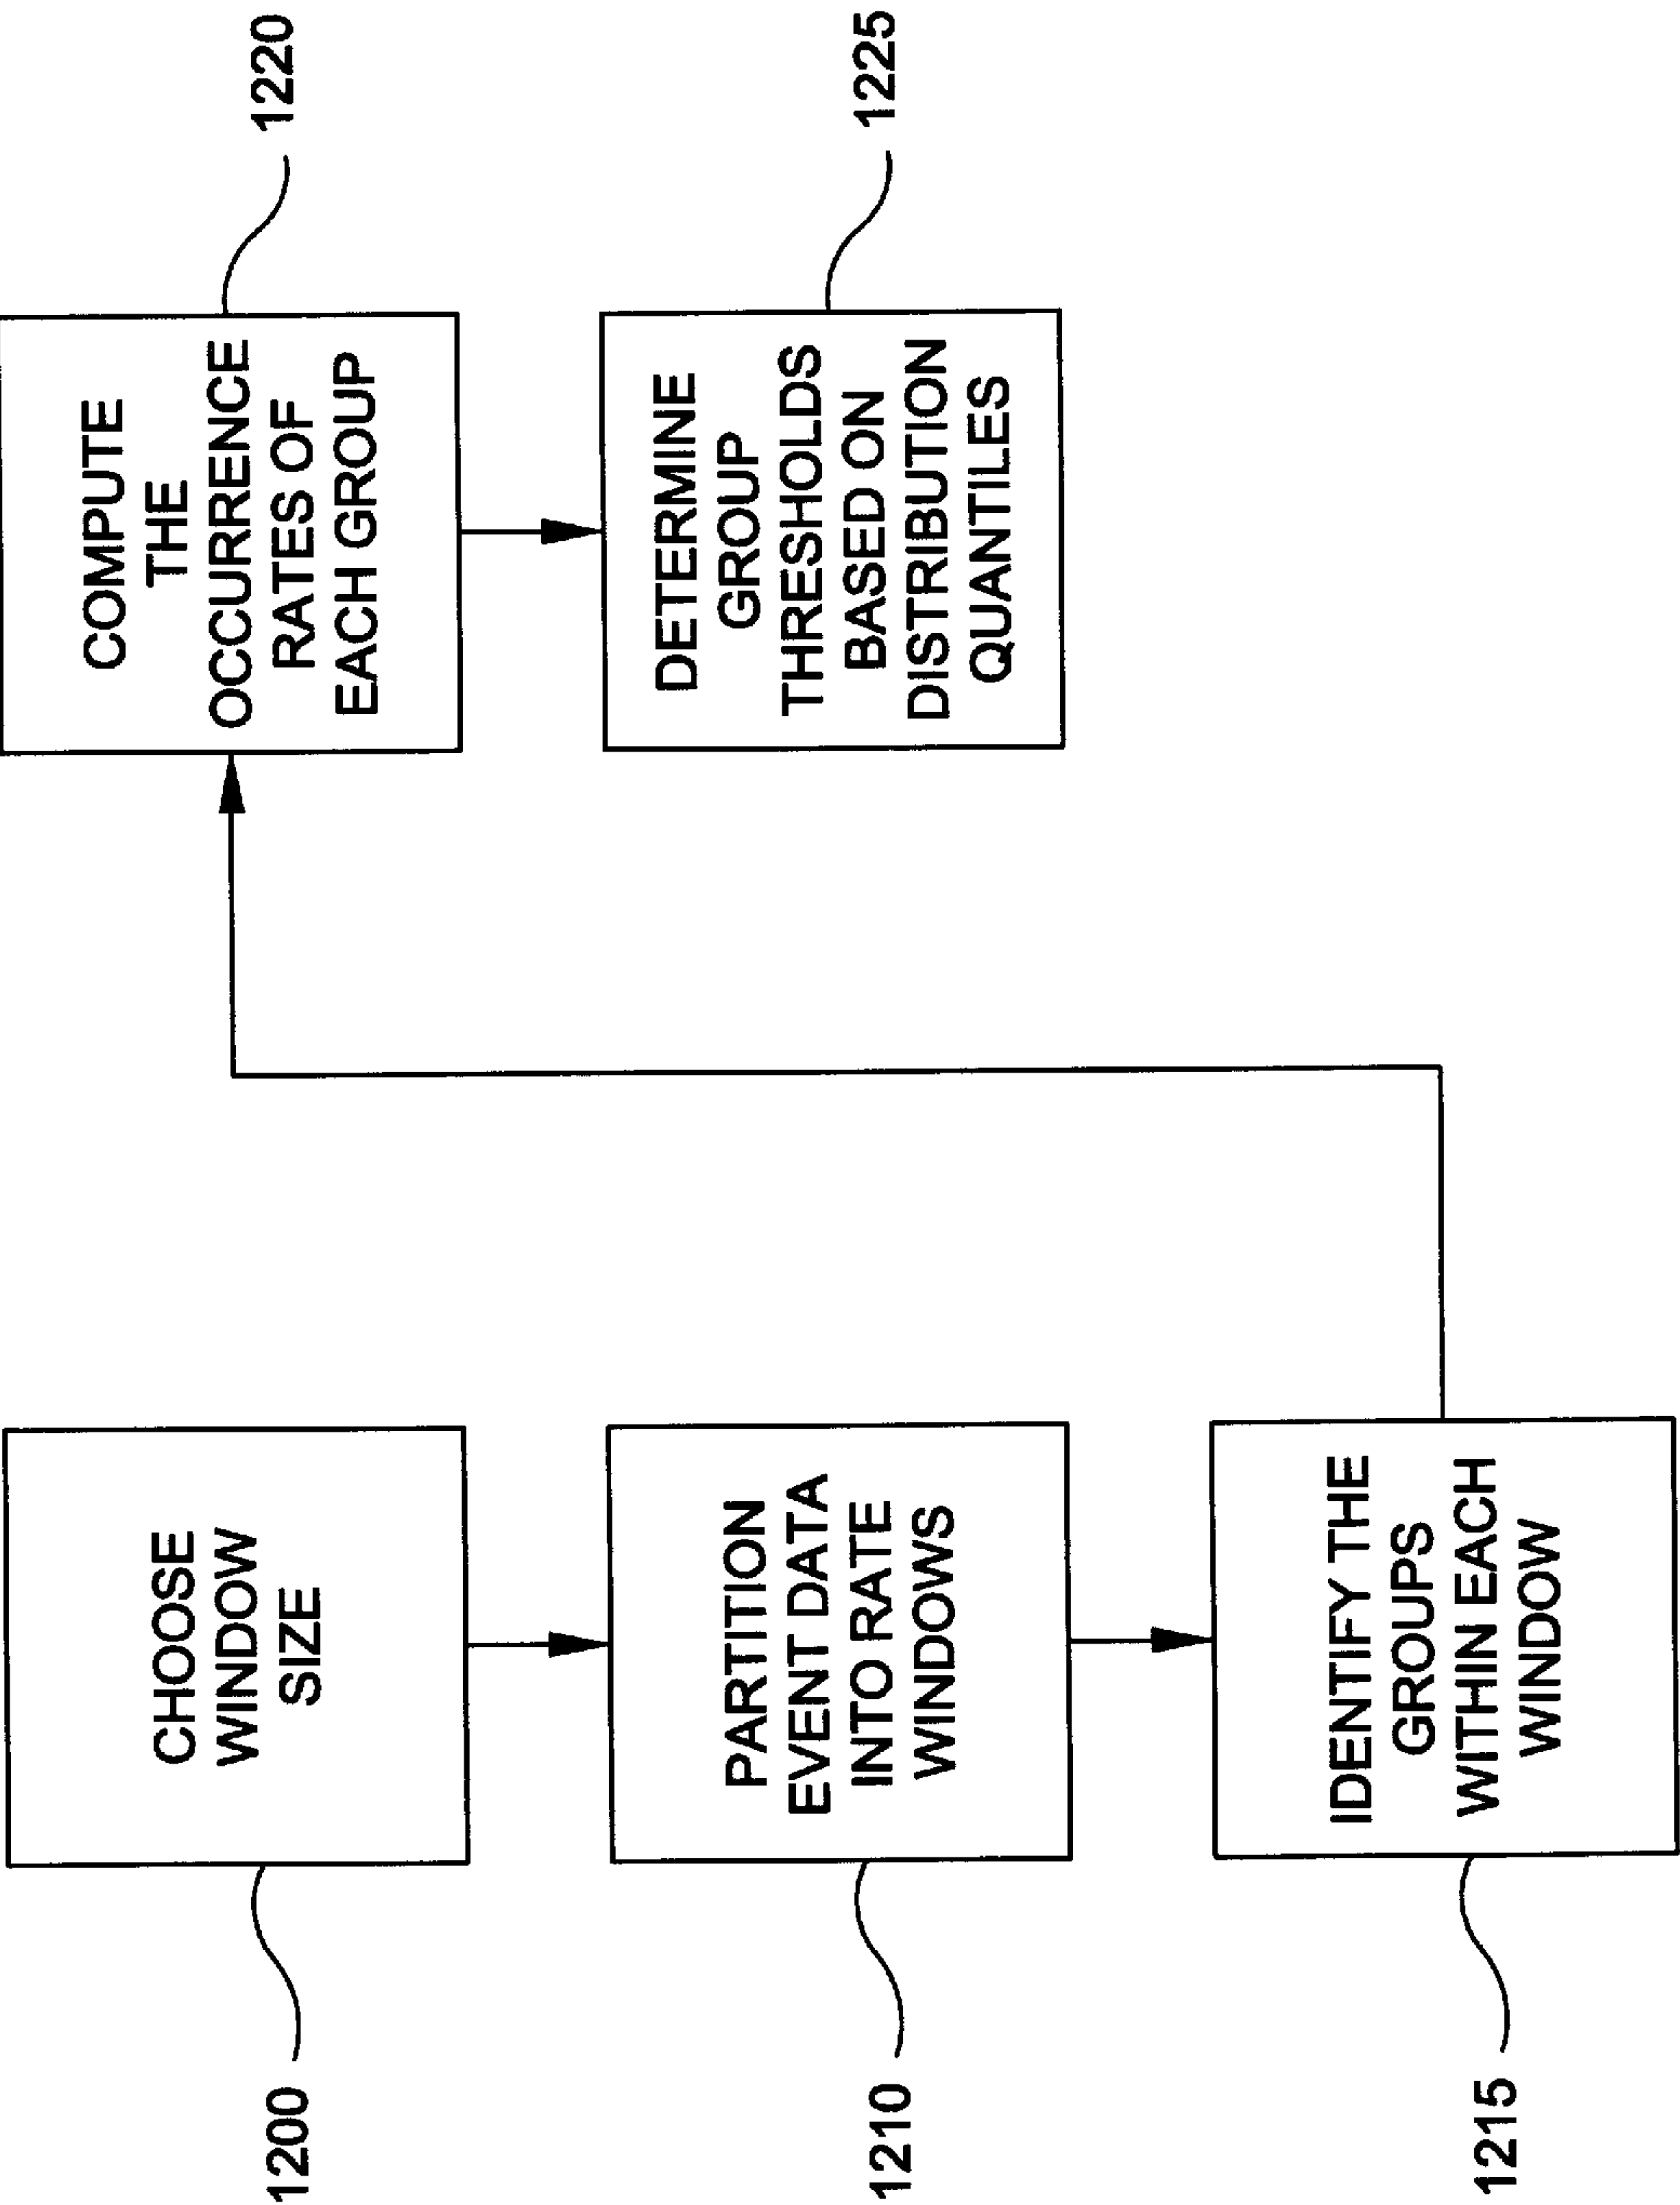 1200
CHOOSE
WINDOW
SIZE
1210
PARTITION
EVENT DATA
INTO RATE
WINDOWS
1215
IDENTIFY THE
GROUPS
WITHIN EACH
WINDOW
COMPUTE
THE
OCCURRENCE
RATES OF
EACH GROUP
1220
DETERMINE
GROUP
THRESHOLDS
BASED ON
DISTRIBUTION
QUANTILES
1225